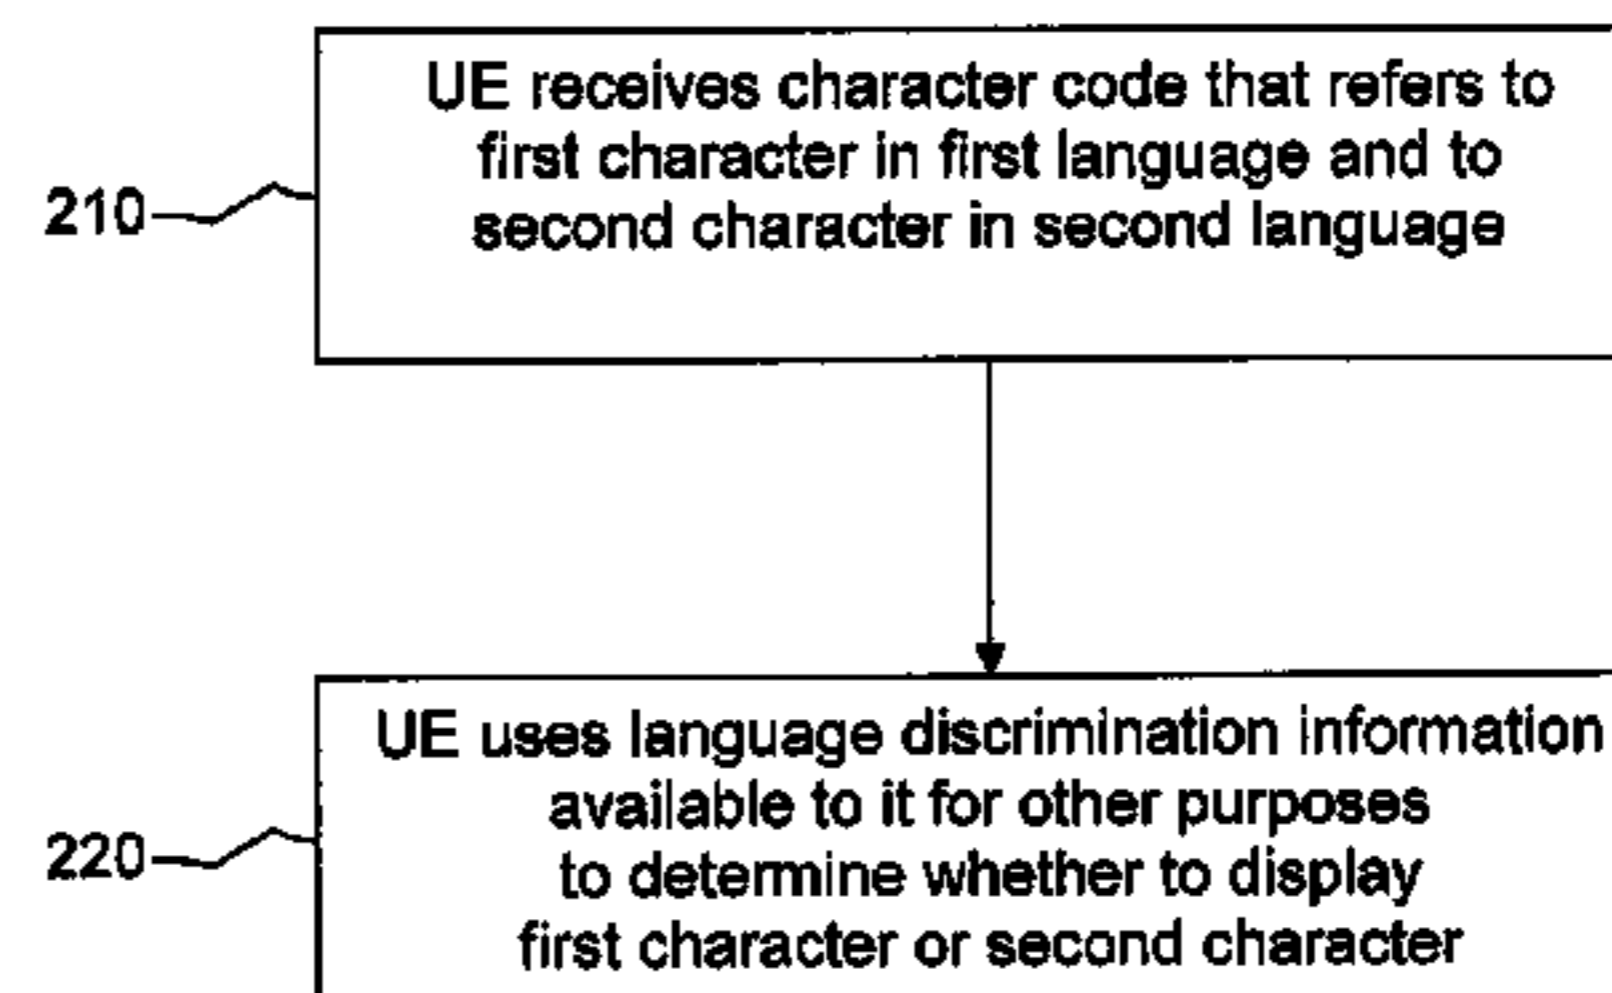 UE receives character code that refers to
first character in first language and to
second character in second language
210
UE uses language discrimination information
available to it for other purposes
to determine whether to display
first character or second character
220